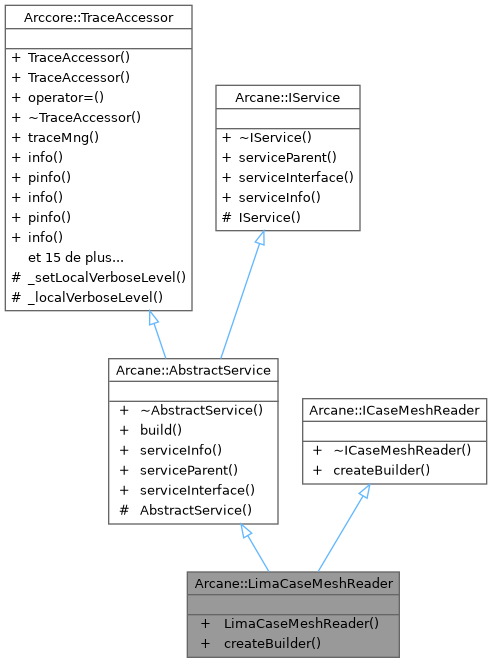 Arccore::TraceAccessor
+ TraceAccessor()
+ TraceAccessor()
+ operator=()
+ ~TraceAccessor()
+ traceMng()
+ info()
+ pinfo()
+ info()
+ pinfo()
+ info()
et 15 de plus...
# _setLocalVerboseLevel()
# _localVerboseLevel()
Arcane::IService
+ ~IService()
+ serviceParent()
+ serviceInterface()
+ serviceInfo()
# IService()
Arcane::AbstractService
+ ~AbstractService()
+ build()
+ serviceInfo()
+ serviceParent()
+ serviceInterface()
# AbstractService()
Arcane::ICaseMeshReader
+ ~ICaseMeshReader()
+ createBuilder()
Arcane::LimaCaseMeshReader
+ LimaCaseMeshReader()
+ createBuilder()